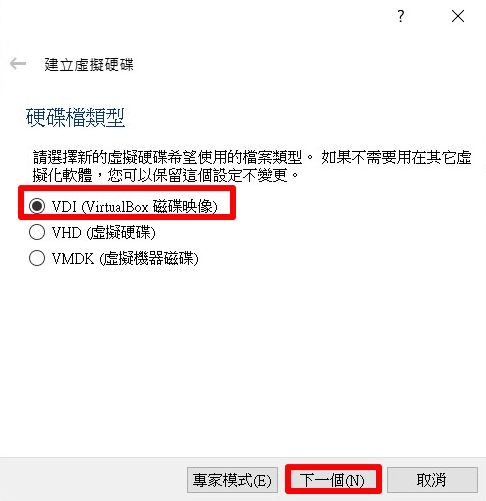 ?
建立虛擬硬碟
硬碟檔類型
請選擇新的虛擬硬碟希望使用的檔案類型。 如果不需要用在其它虛
擬化軟體，您可以保留這個設定不變更。
VDI (VirtualBox 磁碟映像)
VHD (虛擬硬碟)
VMDK (虛擬機器磁碟)
專家模式(E) 下一個(N) 取消